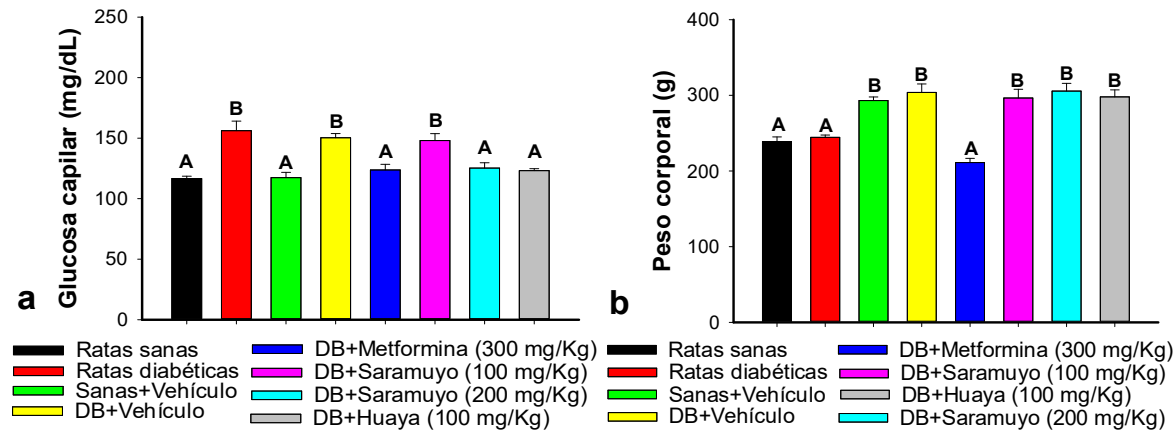 250
200
150
100
50
0
Glucosa capilar (mg/dL)
A
B
A
B
A
B
A
A
a
Ratas sanas
Ratas diabéticas
Sanas+Vehículo
DB+Vehículo
DB+Metformina (300 mg/Kg)
DB+Saramuyo (100 mg/Kg)
DB+Saramuyo (200 mg/Kg)
DB+Huaya (100 mg/Kg)
400
300
200
100
0
Peso corporal (g)
A
A
B
B
A
B
B
B
b
Ratas sanas
Ratas diabéticas
Sanas+Vehículo
DB+Vehículo
DB+Metformina (300 mg/Kg)
DB+Saramuyo (100 mg/Kg)
DB+Huaya (100 mg/Kg)
DB+Saramuyo (200 mg/Kg)